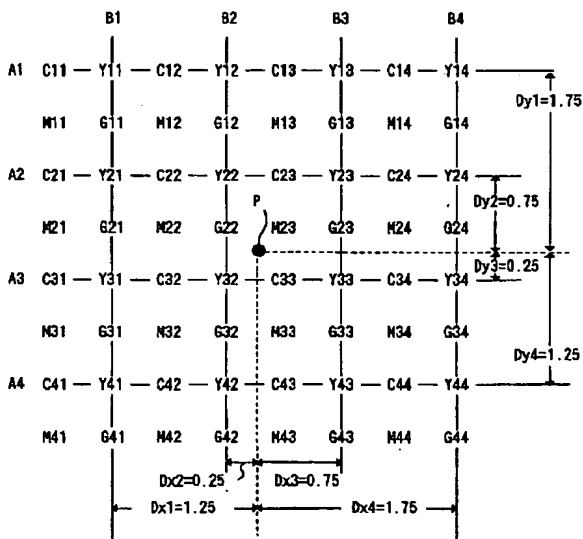 B1 B2 B3 B4
A1 C11 Y11 C12 Y12 C13 Y13 C14 Y14
Dy1=1.75
M11 G11 M12 G12 M13 G13 M14 G14
A2 C21 Y21 C22 Y22 C23 Y23 C24 Y24
Dy2=0.75
P
M21 G21 M22 G22 M23 G23 M24 G24
Dy3=0.25
A3 C31 Y31 C32 Y32 C33 Y33 C34 Y34
M31 G31 M32 G32 M33 G33 M34 G34
Dy4=1.25
A4 C41 Y41 C42 Y42 C43 Y43 C44 Y44
M41 G41 M42 G42 M43 G43 M44 G44
Dx2=0.25 Dx3=0.75
Dx1=1.25 Dx4=1.75